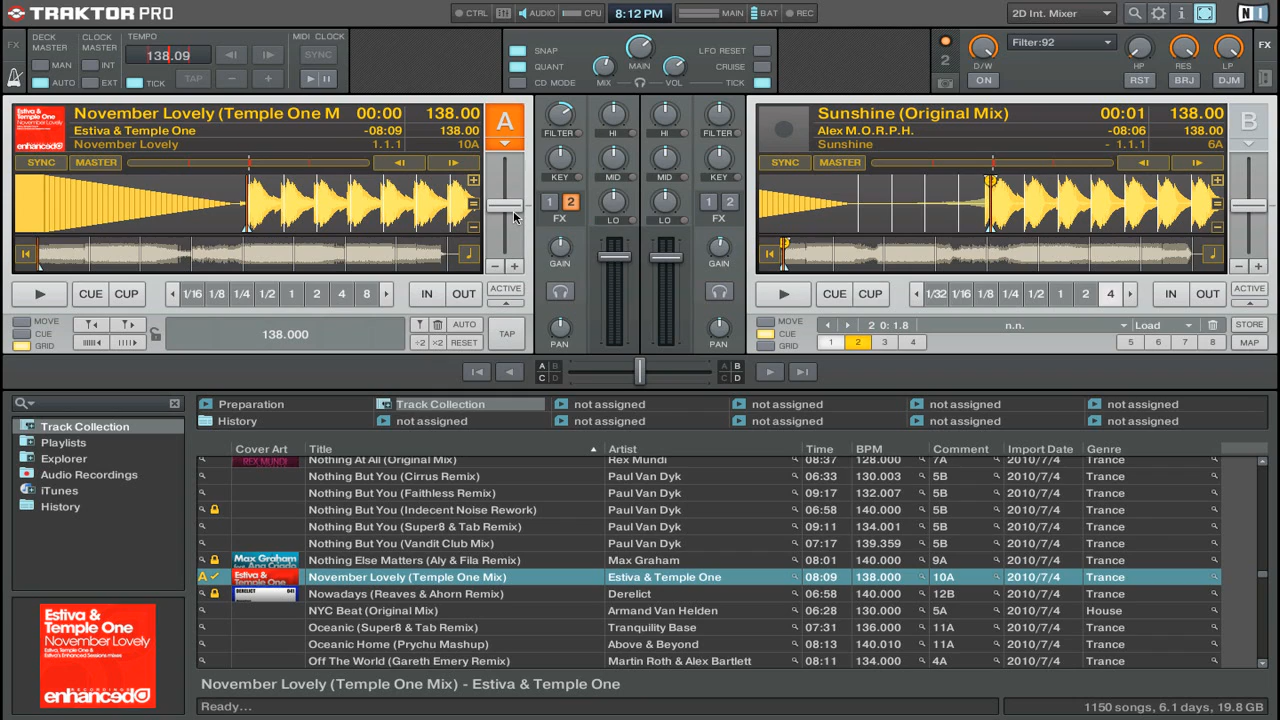 TRAKTOR PRO
CTRL AUDIO CPU 8:12 PM MAIN BAT REC 2D Int. Mixer
FX DECK MASTER CLOCK MASTER TEMPO MIDI CLOCK
138.09 SYNC
MAN INT
AUTO EXT TICK TAP − +
SNAP
QUANT
CD MODE
MAIN
MIX VOL
LFO RESET
CRUISE
TICK
2 D/W Filter:92 HP RES LP FX
ON RST BRJ DJM
November Lovely (Temple One M 00:00 138.00
Estiva & Temple One -08:09 138.00
November Lovely 1.1.1 10A
SYNC MASTER
A
Estiva & Temple One
November Lovely
enhanced
FILTER HI HI FILTER
KEY MID MID KEY
1 2 LO LO 1 2
FX FX
GAIN GAIN
PAN PAN
Sunshine (Original Mix) 00:01 138.00
Alex M.O.R.P.H. -08:06 138.00
Sunshine - 1.1.1 6A
SYNC MASTER
B
CUE CUP 1/16 1/8 1/4 1/2 1 2 4 8 IN OUT ACTIVE
CUE CUP 1/32 1/16 1/8 1/4 1/2 1 2 4 IN OUT ACTIVE
MOVE
CUE
GRID
138.000
AUTO
÷2 ×2 RESET
TAP
MOVE
CUE
GRID
2 0: 1.8 n.n. Load STORE
1 2 3 4 5 6 7 8 MAP
A B
C D
A B
C D
Preparation Track Collection not assigned not assigned not assigned not assigned
History not assigned not assigned not assigned not assigned not assigned
Track Collection
Playlists
Explorer
Audio Recordings
iTunes
History
Cover Art Title Artist Time BPM Comment Import Date Genre
Nothing At All (Original Mix) Rex Mundi 08:37 128.000 7A 2010/7/4 Trance
Nothing But You (Cirrus Remix) Paul Van Dyk 06:33 130.003 5B 2010/7/4 Trance
Nothing But You (Faithless Remix) Paul Van Dyk 09:17 132.007 5B 2010/7/4 Trance
Nothing But You (Indecent Noise Rework) Paul Van Dyk 06:58 140.000 5B 2010/7/4 Trance
Nothing But You (Super8 & Tab Remix) Paul Van Dyk 09:11 134.001 5B 2010/7/4 Trance
Nothing But You (Vandit Club Mix) Paul Van Dyk 07:17 139.359 5B 2010/7/4 Trance
Nothing Else Matters (Aly & Fila Remix) Max Graham 08:01 140.000 9A 2010/7/4 Trance
A November Lovely (Temple One Mix) Estiva & Temple One 08:09 138.000 10A 2010/7/4 Trance
Nowadays (Reaves & Ahorn Remix) Derelict 06:58 140.000 12B 2010/7/4 Trance
NYC Beat (Original Mix) Armand Van Helden 06:28 130.000 5A 2010/7/4 House
Oceanic (Super8 & Tab Remix) Tranquility Base 07:31 136.000 11A 2010/7/4 Trance
Oceanic Home (Prychu Mashup) Above & Beyond 08:13 140.010 11A 2010/7/4 Trance
Off The World (Gareth Emery Remix) Martin Roth & Alex Bartlett 08:11 134.000 4A 2010/7/4 Trance
Estiva &
Temple One
November Lovely
enhanced
November Lovely (Temple One Mix) - Estiva & Temple One
Ready... 1150 songs, 6.1 days, 19.8 GB